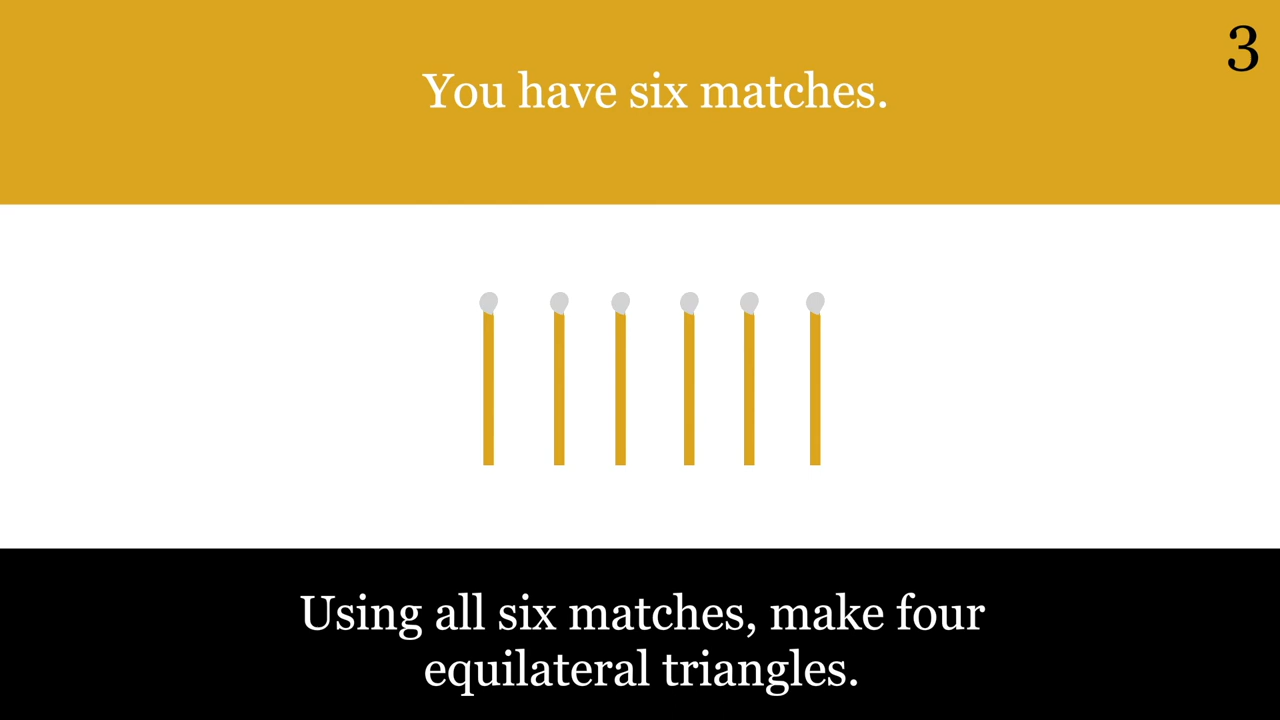 3
You have six matches.
Using all six matches, make four
equilateral triangles.